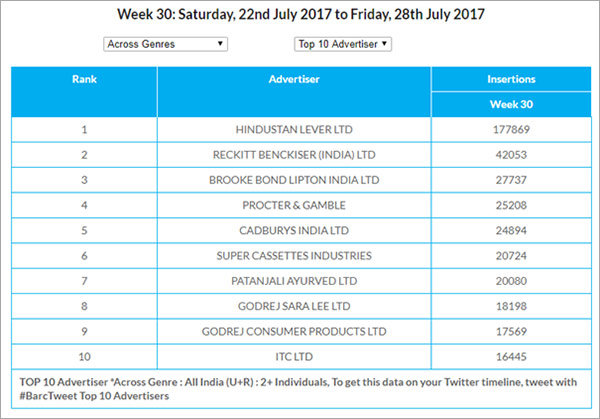 Week 30: Saturday, 22nd July 2017 to Friday, 28th July 2017
Across Genres Top 10 Advertiser
Rank Advertiser Insertions
Week 30
1 HINDUSTAN LEVER LTD 177869
2 RECKITT BENCKISER (INDIA) LTD 42053
3 BROOKE BOND LIPTON INDIA LTD 27737
4 PROCTER & GAMBLE 25208
5 CADBURYS INDIA LTD 24894
6 SUPER CASSETTES INDUSTRIES 20724
7 PATANJALI AYURVED LTD 20080
8 GODREJ SARA LEE LTD 18198
9 GODREJ CONSUMER PRODUCTS LTD 17569
10 ITC LTD 16445
TOP 10 Advertiser *Across Genre : All India (U+R) : 2+ Individuals, To get this data on your Twitter timeline, tweet with
#BarcTweet Top 10 Advertisers